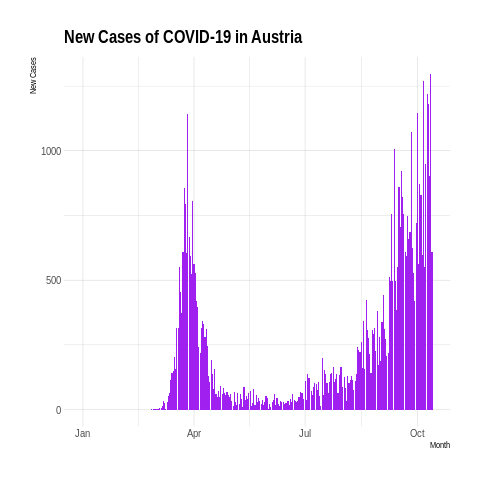 New Cases of COVID-19 in Austria
New Cases
1000
500
0
Jan Apr Jul Oct
Month